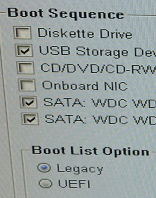 Boot Sequence
Diskette Drive
USB Storage Dev
CD/DVD/CD-RW
Onboard NIC
SATA: WDC WD
SATA: WDC WD
Boot List Option
Legacy
UEFI